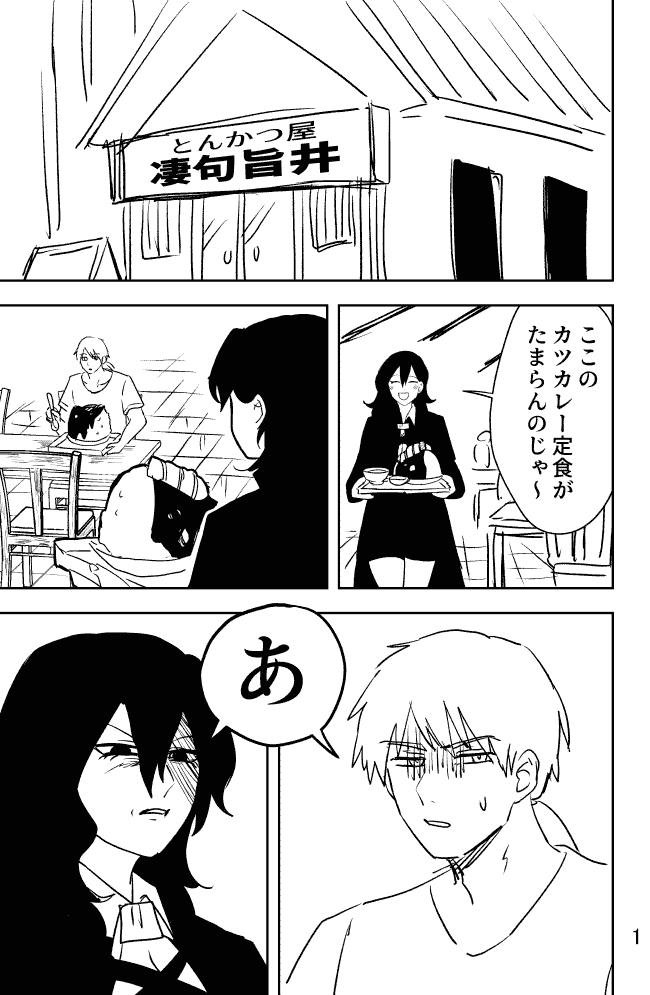 とんかつ屋
凄句旨井
ここの
カツカレー定食が
たまらんのじゃ～
あ
1